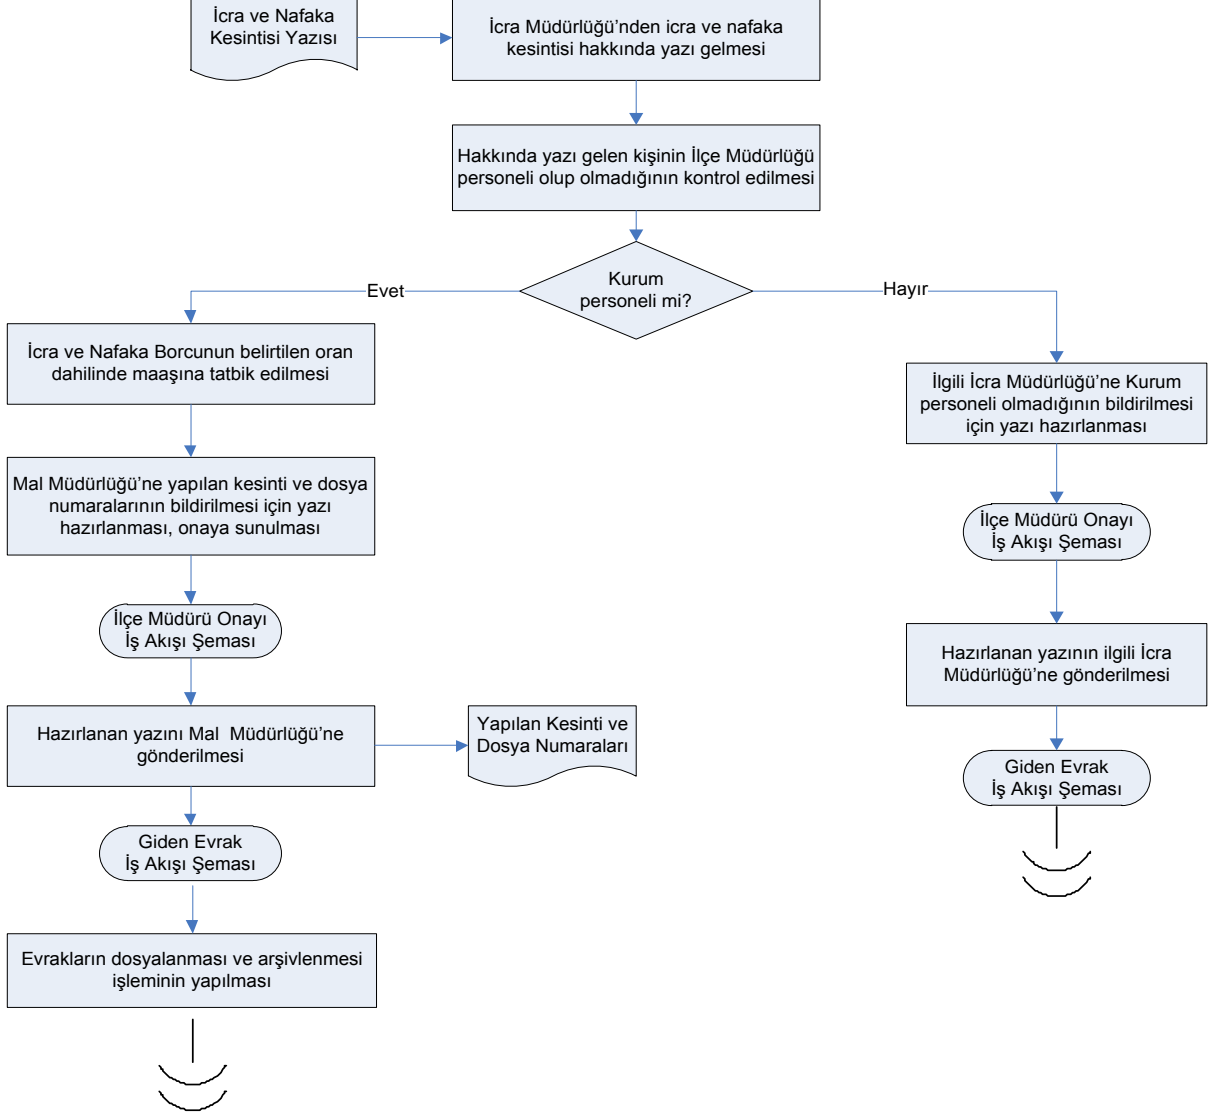 İcra ve Nafaka
Kesintisi Yazısı
İcra Müdürlüğü’nden icra ve nafaka
kesintisi hakkında yazı gelmesi
Hakkında yazı gelen kişinin İlçe Müdürlüğü
personeli olup olmadığının kontrol edilmesi
Kurum
personeli mi?
Evet
Hayır
İcra ve Nafaka Borcunun belirtilen oran
dahilinde maaşına tatbik edilmesi
Mal Müdürlüğü’ne yapılan kesinti ve dosya
numaralarının bildirilmesi için yazı
hazırlanması, onaya sunulması
İlçe Müdürü Onayı
İş Akışı Şeması
Hazırlanan yazını Mal  Müdürlüğü’ne
gönderilmesi
Yapılan Kesinti ve
Dosya Numaraları
Giden Evrak
İş Akışı Şeması
Evrakların dosyalanması ve arşivlenmesi
işleminin yapılması
İlgili İcra Müdürlüğü’ne Kurum
personeli olmadığının bildirilmesi
için yazı hazırlanması
İlçe Müdürü Onayı
İş Akışı Şeması
Hazırlanan yazının ilgili İcra
Müdürlüğü’ne gönderilmesi
Giden Evrak
İş Akışı Şeması